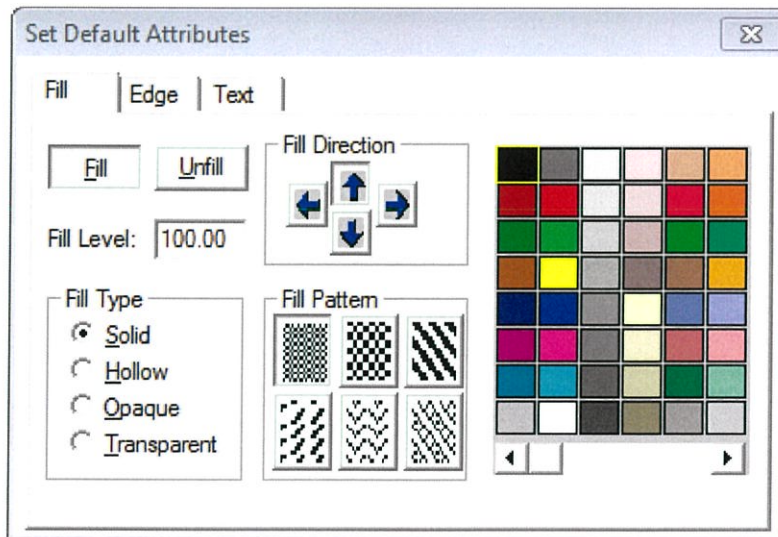 Set Default Attributes
Fill Edge Text
Fill Unfill
Fill Direction
Fill Level: 100.00
Fill Type
Solid
Hollow
Opaque
Transparent
Fill Pattern